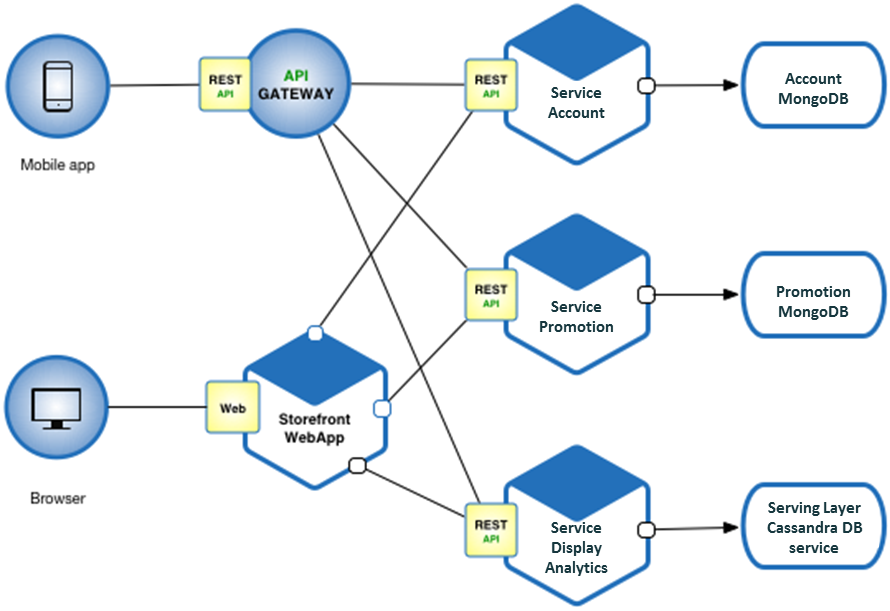 Mobile app
REST
API
API
GATEWAY
REST
API
Service
Account
Account
MongoDB
REST
API
Service
Promotion
Promotion
MongoDB
Browser
Web
Storefront
WebApp
REST
API
Service
Display
Analytics
Serving Layer
Cassandra DB
service